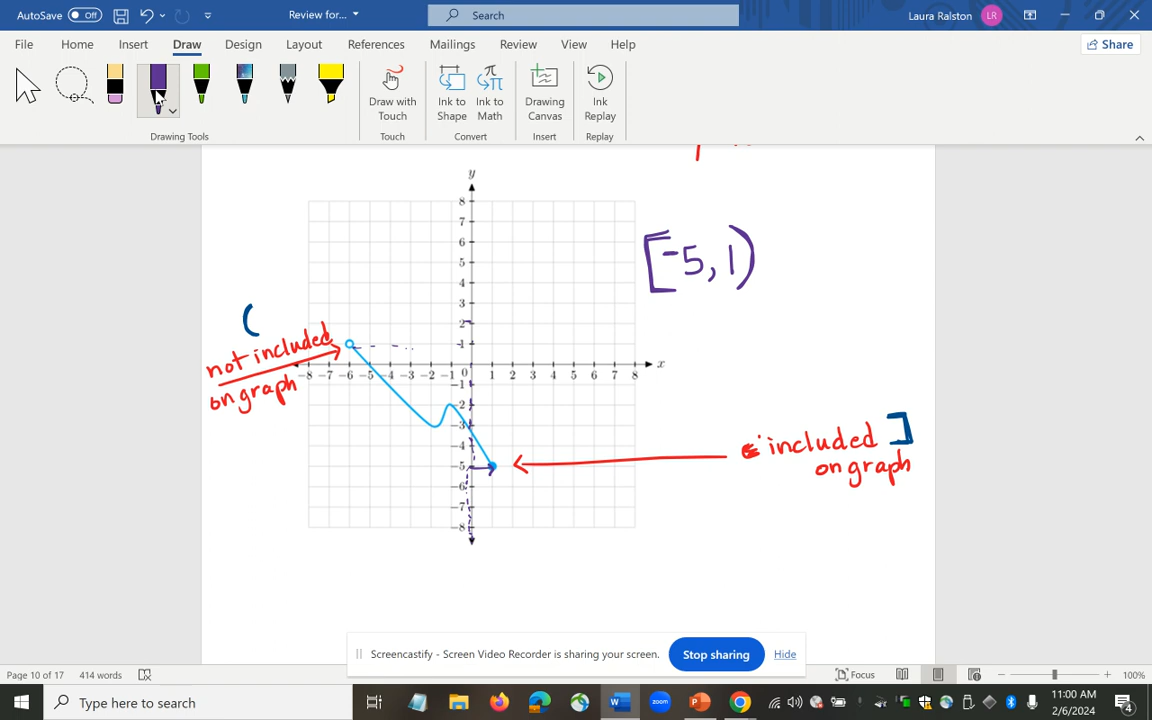 AutoSave Off Review for... Search Laura Ralston LR
File Home Insert Draw Design Layout References Mailings Review View Help Share
Draw with Touch Ink to Shape Ink to Math Drawing Canvas Ink Replay
Drawing Tools Touch Convert Insert Replay
y
8
7
6
5
4
3
2
1
[-5, 1)
(
not included
on graph
-8 -7 -6 -5 -4 -3 -2 -1 0 1 2 3 4 5 6 7 8 x
-1
-2
-3
-4
-5
-6
-7
-8
included ]
on graph
Screencastify - Screen Video Recorder is sharing your screen. Stop sharing Hide
Page 10 of 17 414 words Focus 100%
Type here to search zoom 11:00 AM
2/6/2024 4